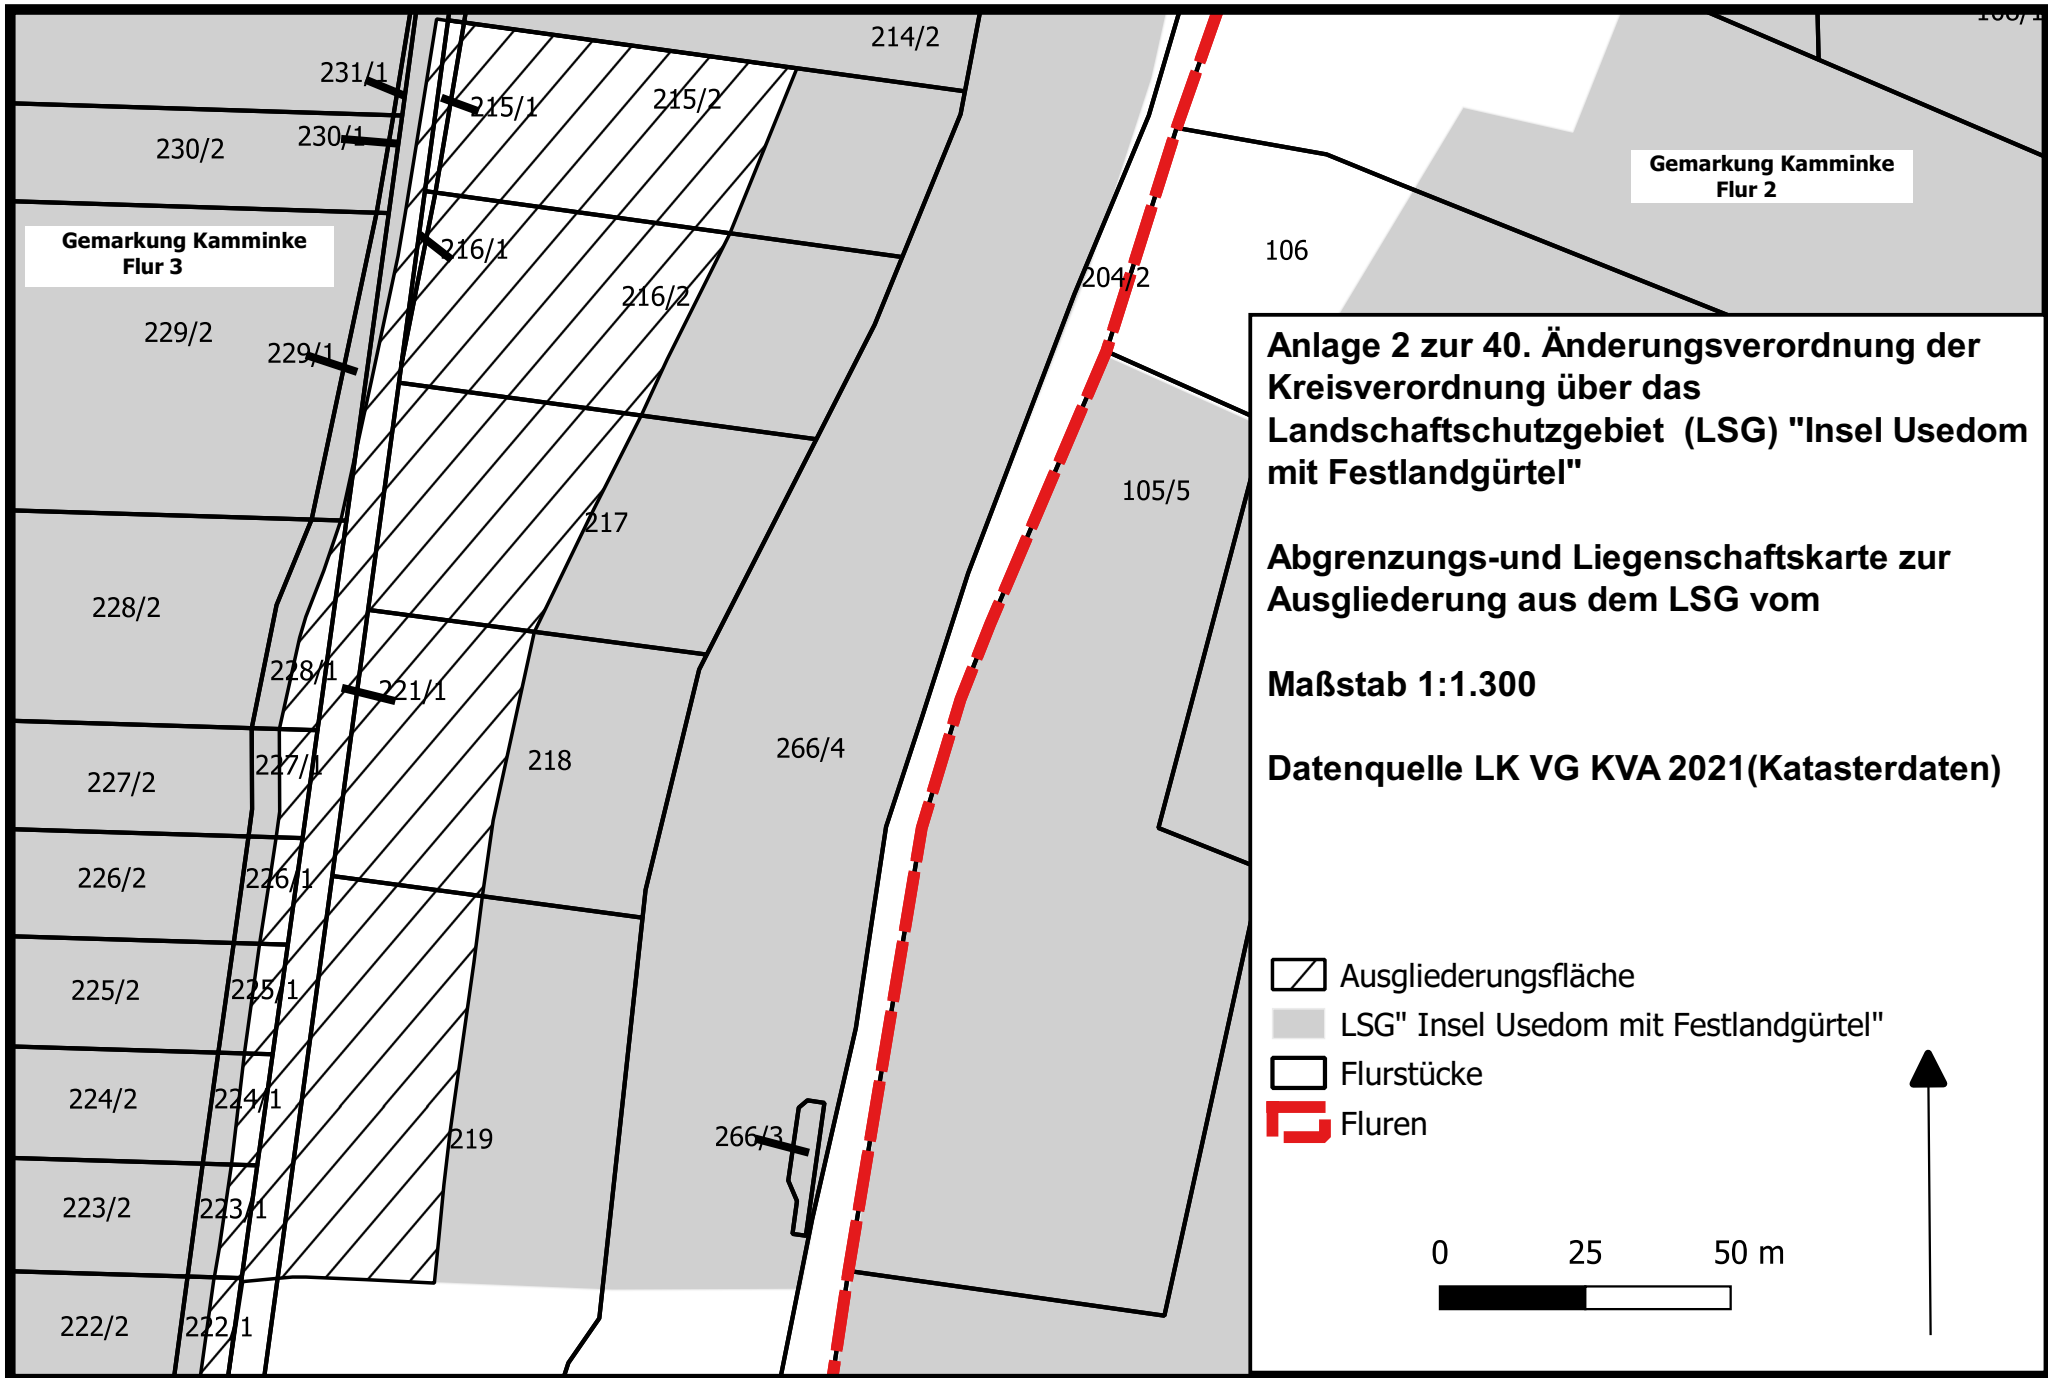 214/2
231/1
215/1
215/2
230/1
230/2
Gemarkung Kamminke
Flur 2
Gemarkung Kamminke
Flur 3
216/1
106
204/2
216/2
229/2
229/1
105/5
217
228/2
228/1
221/1
266/4
218
227/1
227/2
226/2
226/1
225/2
225/1
224/2
224/1
219
266/3
223/2
223/1
222/2
222/1
Anlage 2 zur 40. Änderungsverordnung der
Kreisverordnung über das
Landschaftschutzgebiet (LSG) "Insel Usedom
mit Festlandgürtel"
Abgrenzungs-und Liegenschaftskarte zur
Ausgliederung aus dem LSG vom
Maßstab 1:1.300
Datenquelle LK VG KVA 2021(Katasterdaten)
Ausgliederungsfläche
LSG" Insel Usedom mit Festlandgürtel"
Flurstücke
Fluren
0 25 50 m